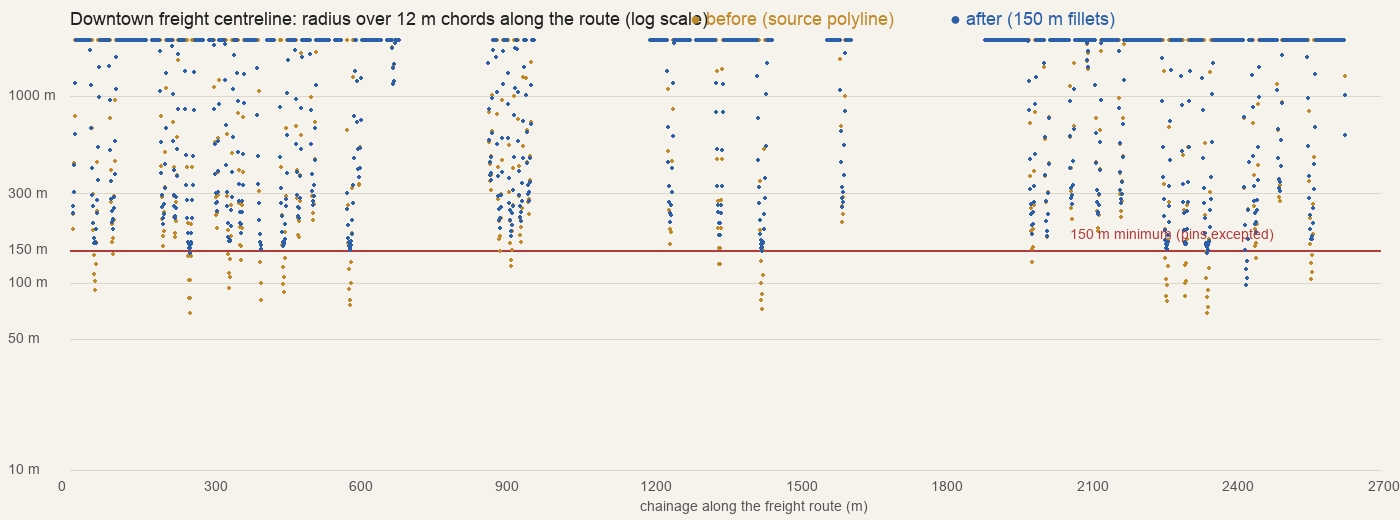 Downtown freight centreline: radius over 12 m chords along the route (log scale)
before (source polyline)
after (150 m fillets)
1000 m
300 m
150 m minimum (pins excepted)
150 m
100 m
50 m
10 m
0 300 600 900 1200 1500 1800 2100 2400 2700
chainage along the freight route (m)